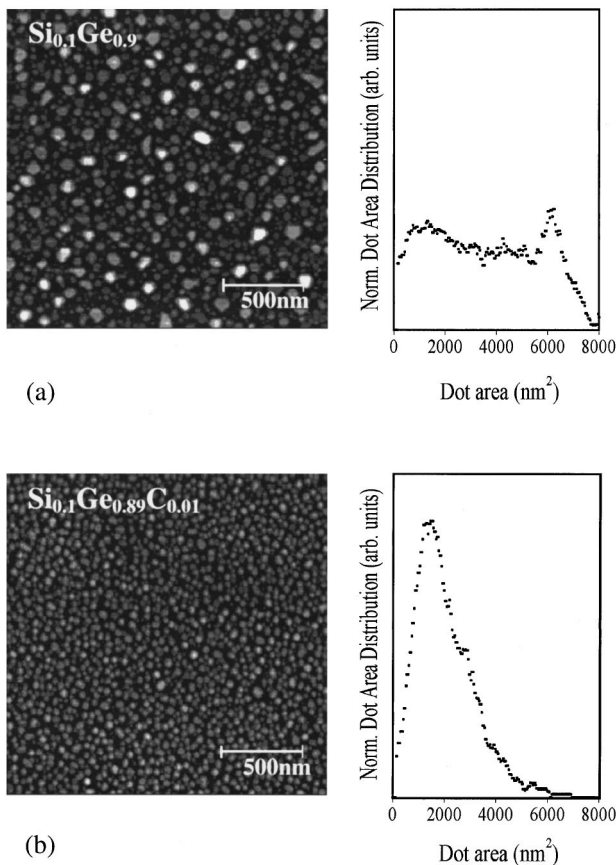 Si0.1Ge0.9
500nm
Norm. Dot Area Distribution (arb. units)
0 2000 4000 6000 8000
Dot area (nm²)
(a)
Si0.1Ge0.89C0.01
500nm
Norm. Dot Area Distribution (arb. units)
0 2000 4000 6000 8000
Dot area (nm²)
(b)